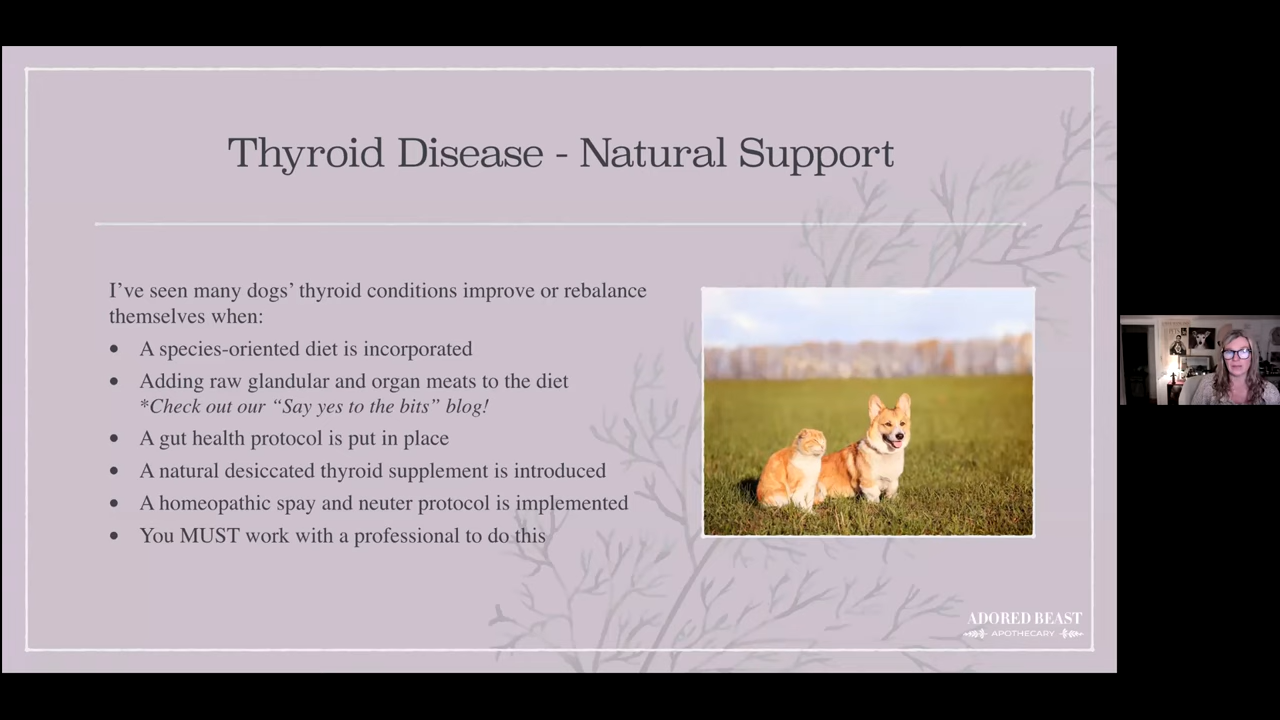 Thyroid Disease - Natural Support
I’ve seen many dogs’ thyroid conditions improve or rebalance
themselves when:
• A species-oriented diet is incorporated
• Adding raw glandular and organ meats to the diet
*Check out our “Say yes to the bits” blog!
• A gut health protocol is put in place
• A natural desiccated thyroid supplement is introduced
• A homeopathic spay and neuter protocol is implemented
• You MUST work with a professional to do this
ADORED BEAST
APOTHECARY